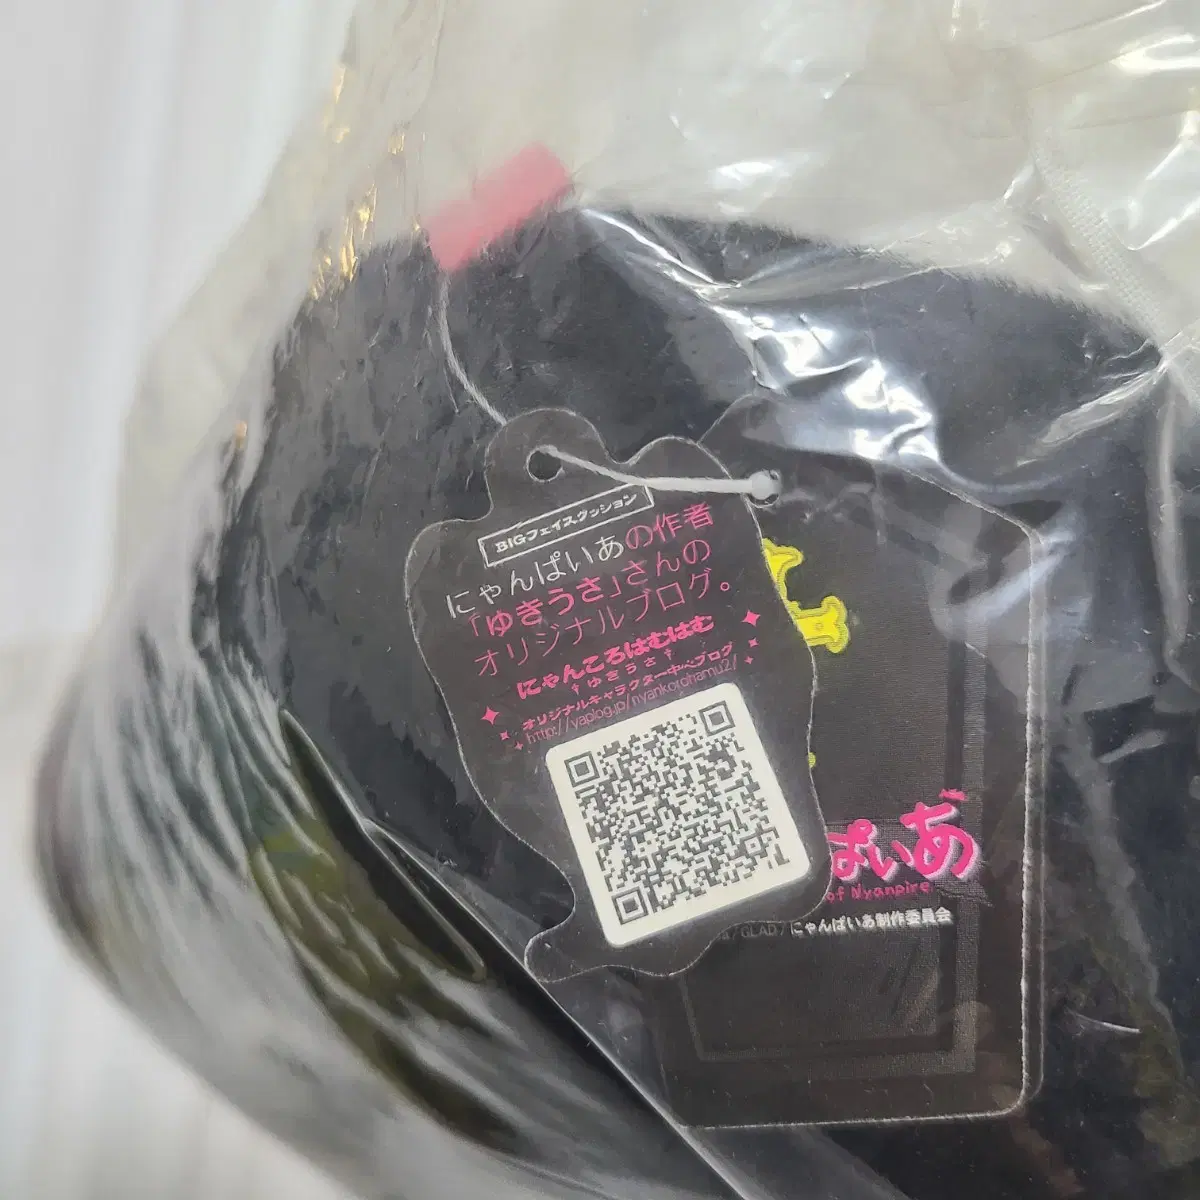 BIGフェイスクッション
にゃんぱいあの作者
「ゆきうさ」さんの
オリジナルブログ。
にゃんころはむはむ
†ゆきうさ†
オリジナルキャラクター中心ブログ
http://yaplog.jp/nyankorohamu2/
ぱいあ
of Nyanpire
/GLAD/にゃんぱいあ制作委員会